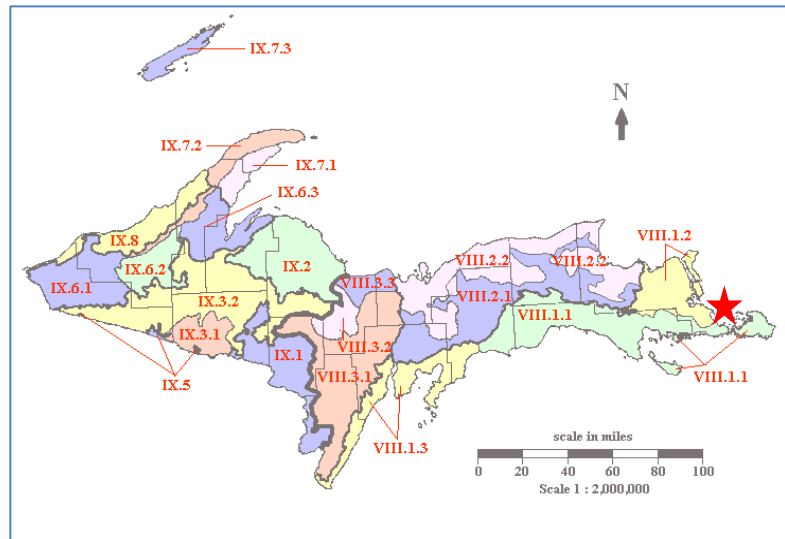 IX.7.3
N
IX.7.2
IX.7.1
IX.6.3
VIII.1.2
IX.8
IX.6.2
IX.2
VIII.2.2
VIII.2.2
IX.6.1
VIII.3.3
VIII.2.1
IX.3.2
VIII.1.1
IX.3.1
IX.1
VIII.3.2
VIII.3.1
VIII.1.1
IX.5
VIII.1.3
scale in miles
0 20 40 60 80 100
Scale 1 : 2,000,000